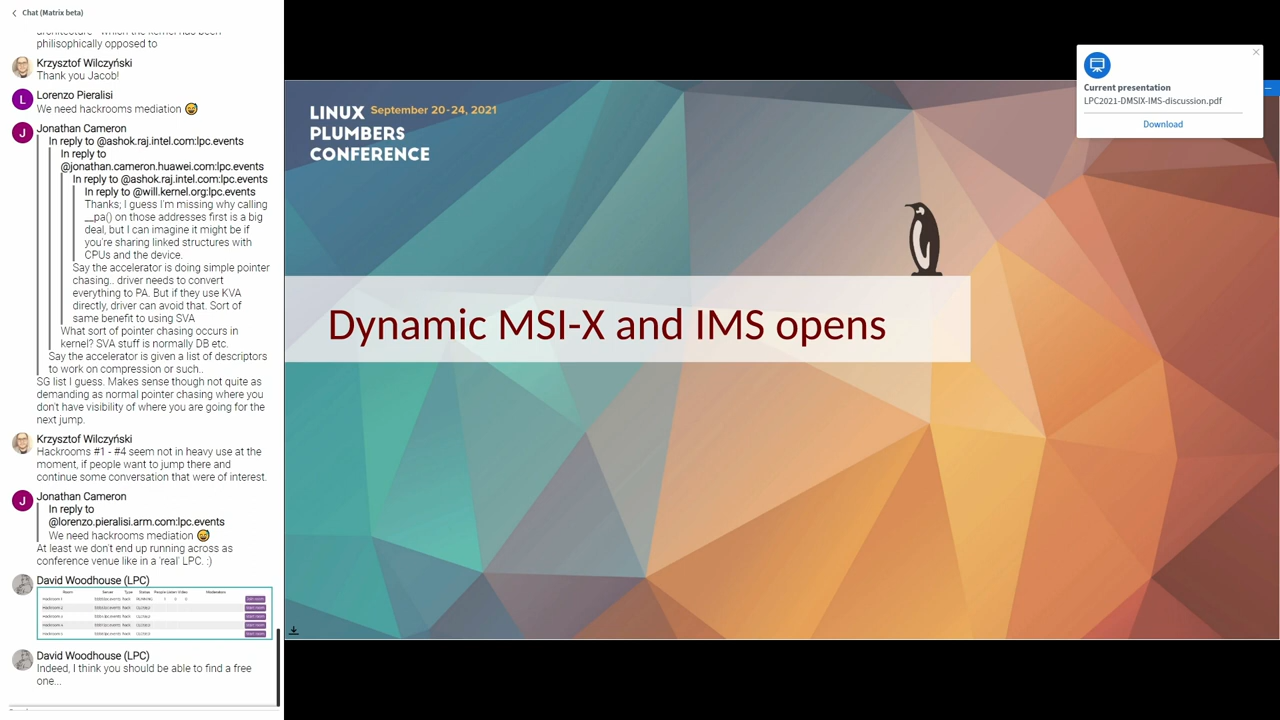 Chat (Matrix beta)
architecture - which the kernel has been
philisophically opposed to
Krzysztof Wilczyński
Thank you Jacob!
Lorenzo Pieralisi
We need hackrooms mediation 😅
Jonathan Cameron
In reply to @ashok.raj.intel.com:lpc.events
In reply to
@jonathan.cameron.huawei.com:lpc.events
In reply to @ashok.raj.intel.com:lpc.events
In reply to @will.kernel.org:lpc.events
Thanks; I guess I'm missing why calling
__pa() on those addresses first is a big
deal, but I can imagine it might be if
you're sharing linked structures with
CPUs and the device.
Say the accelerator is doing simple pointer
chasing.. driver needs to convert
everything to PA. But if they use KVA
directly, driver can avoid that. Sort of
same benefit to using SVA
What sort of pointer chasing occurs in
kernel? SVA stuff is normally DB etc.
Say the accelerator is given a list of descriptors
to work on compression or such..
SG list I guess. Makes sense though not quite as
demanding as normal pointer chasing where you
don't have visibility of where you are going for the
next jump.
Krzysztof Wilczyński
Hackrooms #1 - #4 seem not in heavy use at the
moment, if people want to jump there and
continue some conversation that were of interest.
Jonathan Cameron
In reply to
@lorenzo.pieralisi.arm.com:lpc.events
We need hackrooms mediation 😅
At least we don't end up running across as
conference venue like in a 'real' LPC. :)
David Woodhouse (LPC)
David Woodhouse (LPC)
Indeed, I think you should be able to find a free
one...
LINUX September 20-24, 2021
PLUMBERS
CONFERENCE
Dynamic MSI-X and IMS opens
Current presentation
LPC2021-DMSIX-IMS-discussion.pdf
Download